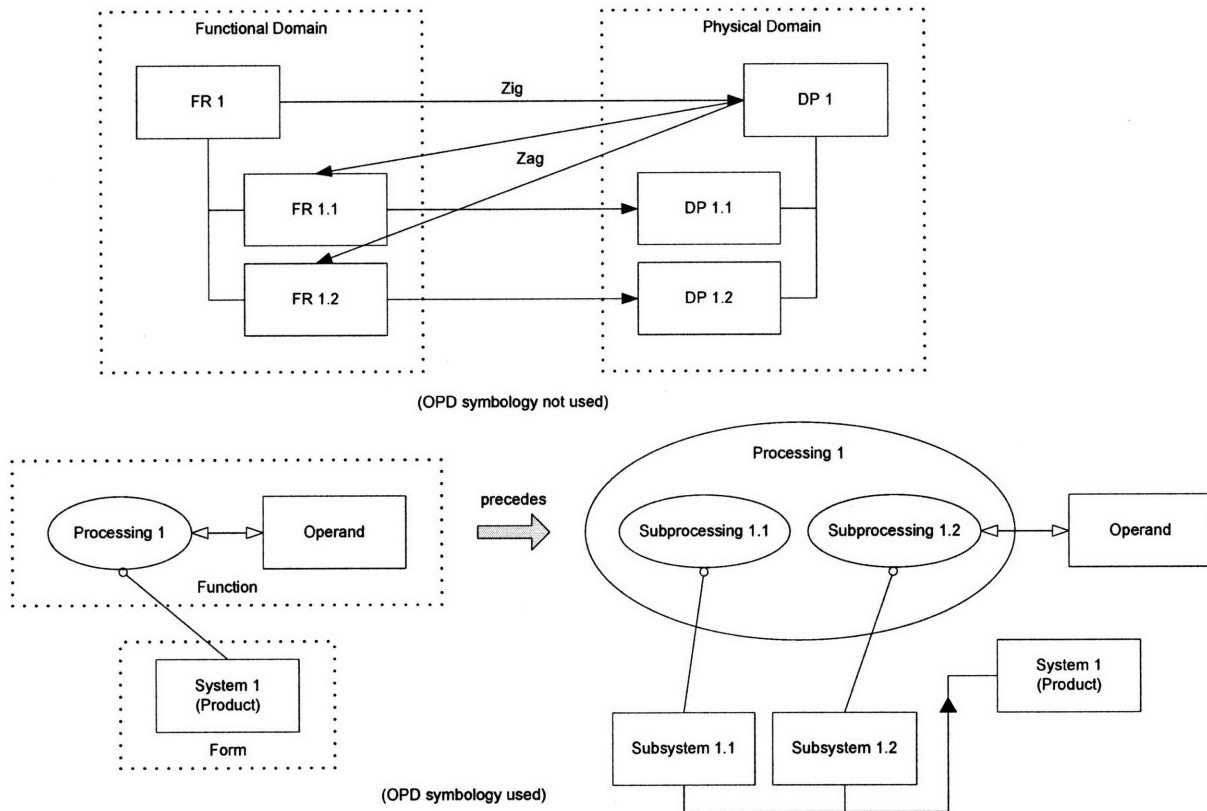 Functional Domain
Physical Domain
FR 1
Zig
DP 1
Zag
FR 1.1
DP 1.1
FR 1.2
DP 1.2
(OPD symbology not used)
Processing 1
Operand
Function
System 1
(Product)
Form
precedes
Processing 1
Subprocessing 1.1
Subprocessing 1.2
Operand
System 1
(Product)
Subsystem 1.1
Subsystem 1.2
(OPD symbology used)